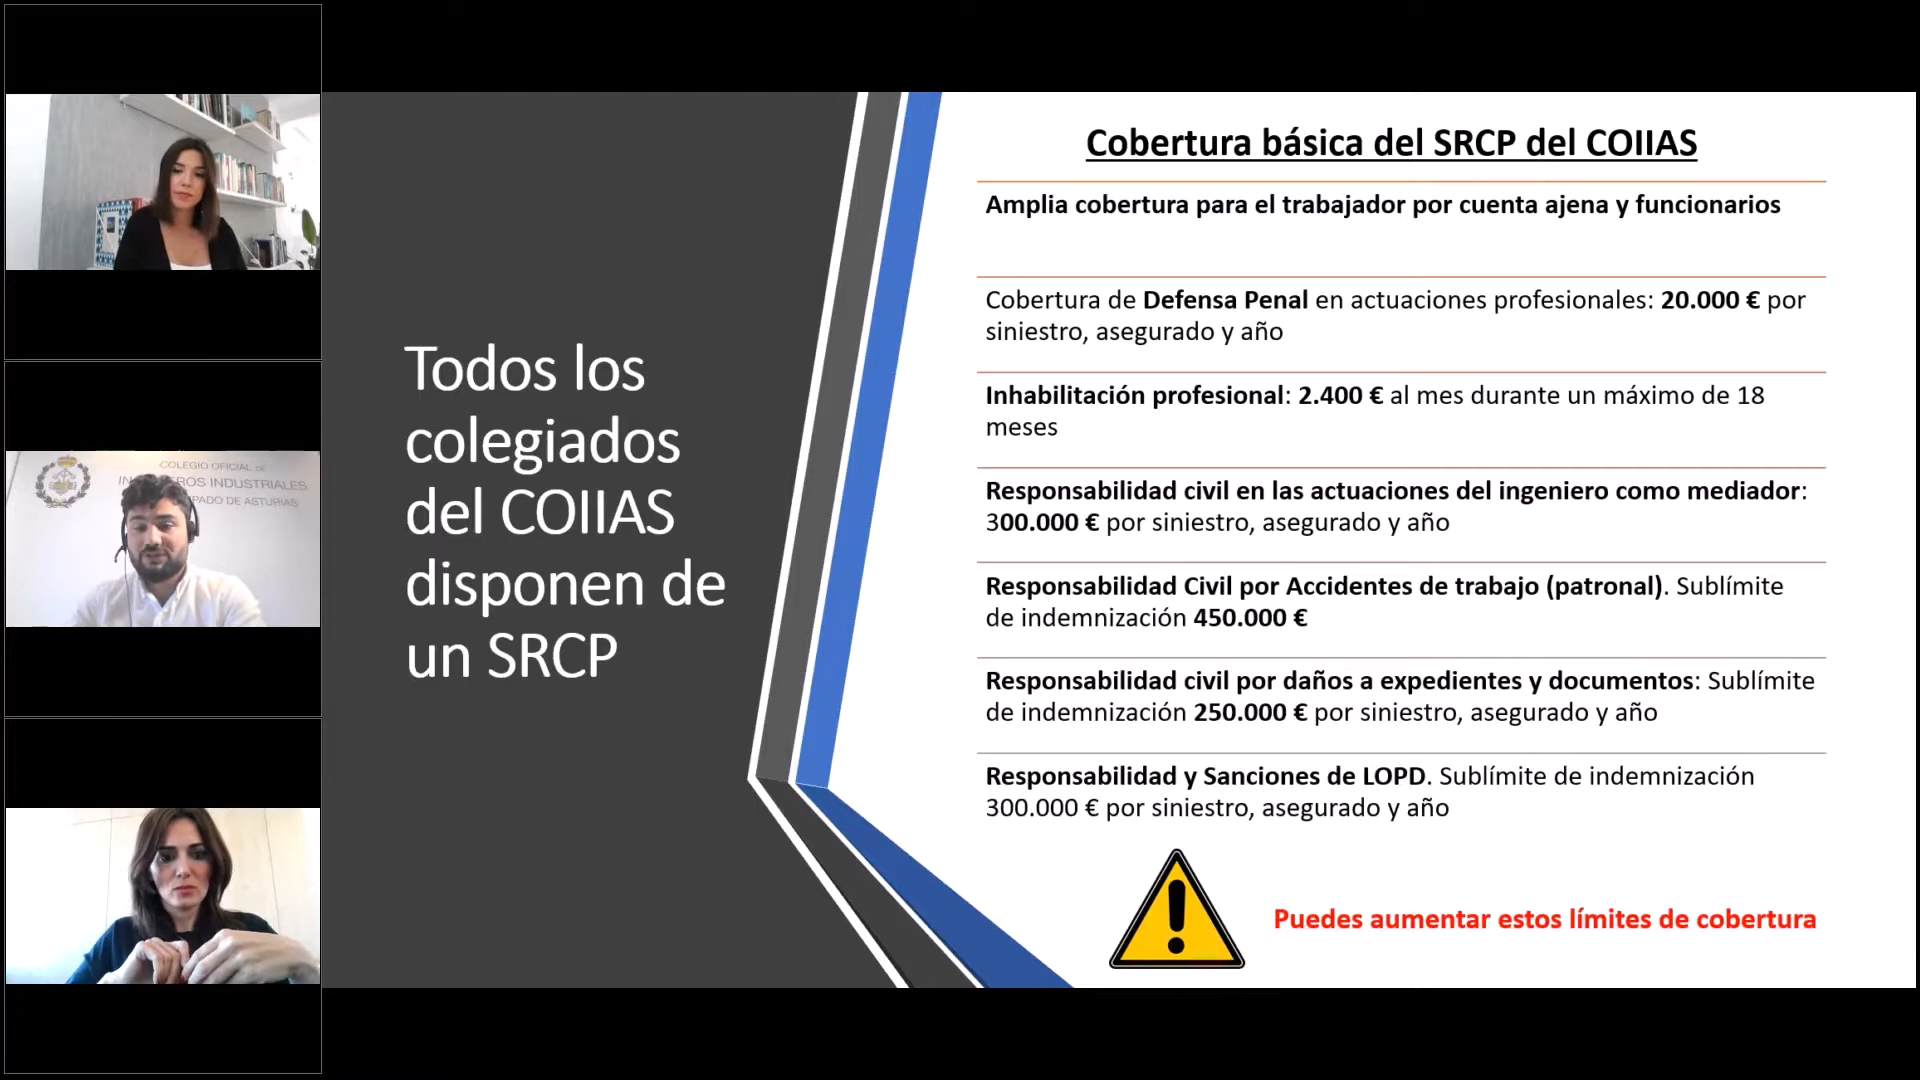 COLEGIO OFICIAL DE
ROS INDUSTRIALES
PADO DE ASTURIAS
Todos los
colegiados
del COIIAS
disponen de
un SRCP
Cobertura básica del SRCP del COIIAS
Amplia cobertura para el trabajador por cuenta ajena y funcionarios
Cobertura de Defensa Penal en actuaciones profesionales: 20.000 € por
siniestro, asegurado y año
Inhabilitación profesional: 2.400 € al mes durante un máximo de 18
meses
Responsabilidad civil en las actuaciones del ingeniero como mediador:
300.000 € por siniestro, asegurado y año
Responsabilidad Civil por Accidentes de trabajo (patronal). Sublímite
de indemnización 450.000 €
Responsabilidad civil por daños a expedientes y documentos: Sublímite
de indemnización 250.000 € por siniestro, asegurado y año
Responsabilidad y Sanciones de LOPD. Sublímite de indemnización
300.000 € por siniestro, asegurado y año
Puedes aumentar estos límites de cobertura